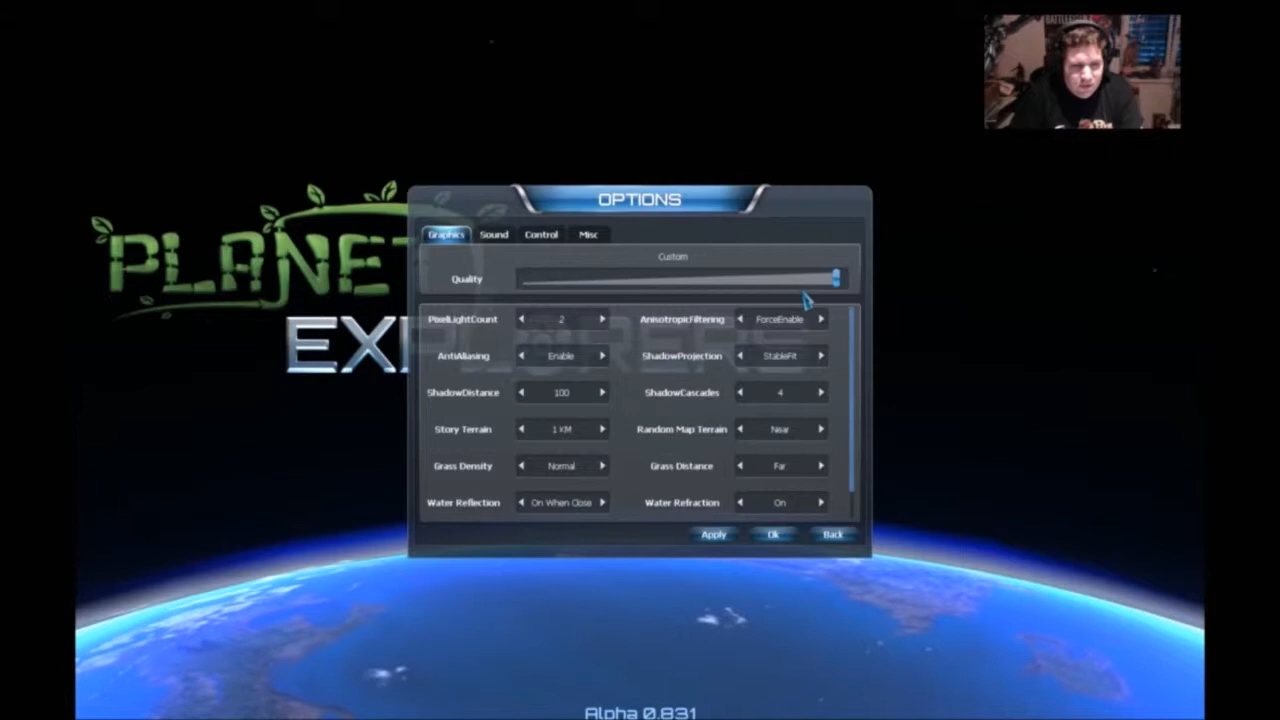 BATTLEFIELD
PLANET
EXPLORERS
OPTIONS
Graphics Sound Control Misc
Custom
Quality
PixelLightCount 2 AnisotropicFiltering ForceEnable
AntiAliasing Enable ShadowProjection StableFit
ShadowDistance 100 ShadowCascades 4
Story Terrain 1 KM Random Map Terrain Near
Grass Density Normal Grass Distance Far
Water Reflection On When Close Water Refraction On
Apply Ok Back
Alpha 0.831